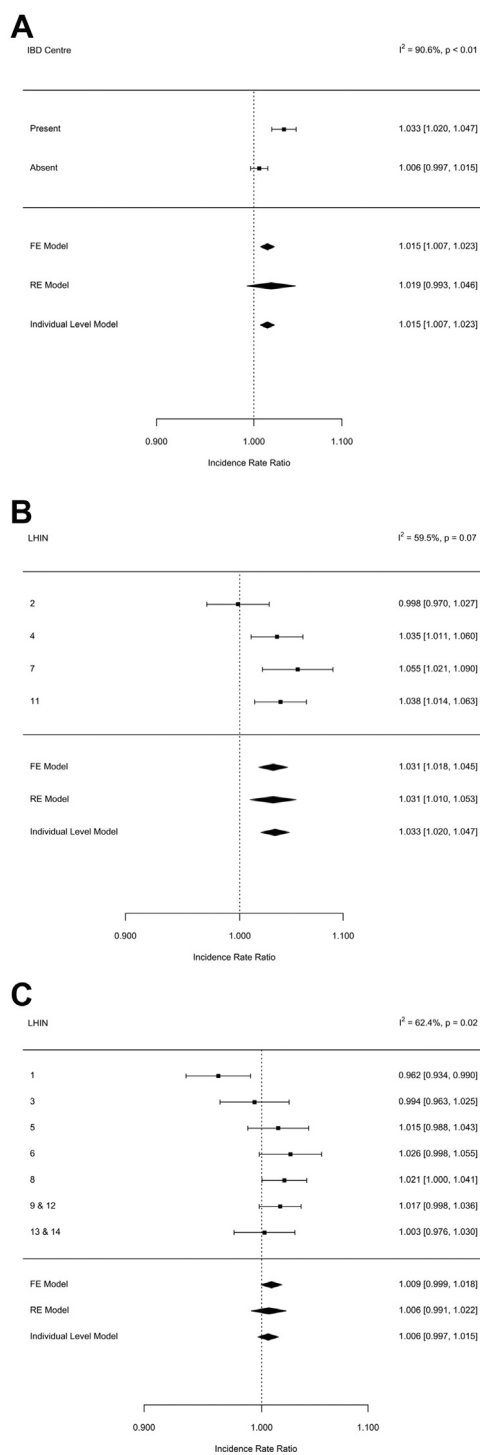 A
IBD Centre I² = 90.6%, p < 0.01
Present 1.033 [1.020, 1.047]
Absent 1.006 [0.997, 1.015]
FE Model 1.015 [1.007, 1.023]
RE Model 1.019 [0.993, 1.046]
Individual Level Model 1.015 [1.007, 1.023]
0.900 1.000 1.100
Incidence Rate Ratio
B
LHIN I² = 59.5%, p = 0.07
2 0.998 [0.970, 1.027]
4 1.035 [1.011, 1.060]
7 1.055 [1.021, 1.090]
11 1.038 [1.014, 1.063]
FE Model 1.031 [1.018, 1.045]
RE Model 1.031 [1.010, 1.053]
Individual Level Model 1.033 [1.020, 1.047]
0.900 1.000 1.100
Incidence Rate Ratio
C
LHIN I² = 62.4%, p = 0.02
1 0.962 [0.934, 0.990]
3 0.994 [0.963, 1.025]
5 1.015 [0.988, 1.043]
6 1.026 [0.998, 1.055]
8 1.021 [1.000, 1.041]
9 & 12 1.017 [0.998, 1.036]
13 & 14 1.003 [0.976, 1.030]
FE Model 1.009 [0.999, 1.018]
RE Model 1.006 [0.991, 1.022]
Individual Level Model 1.006 [0.997, 1.015]
0.900 1.000 1.100
Incidence Rate Ratio